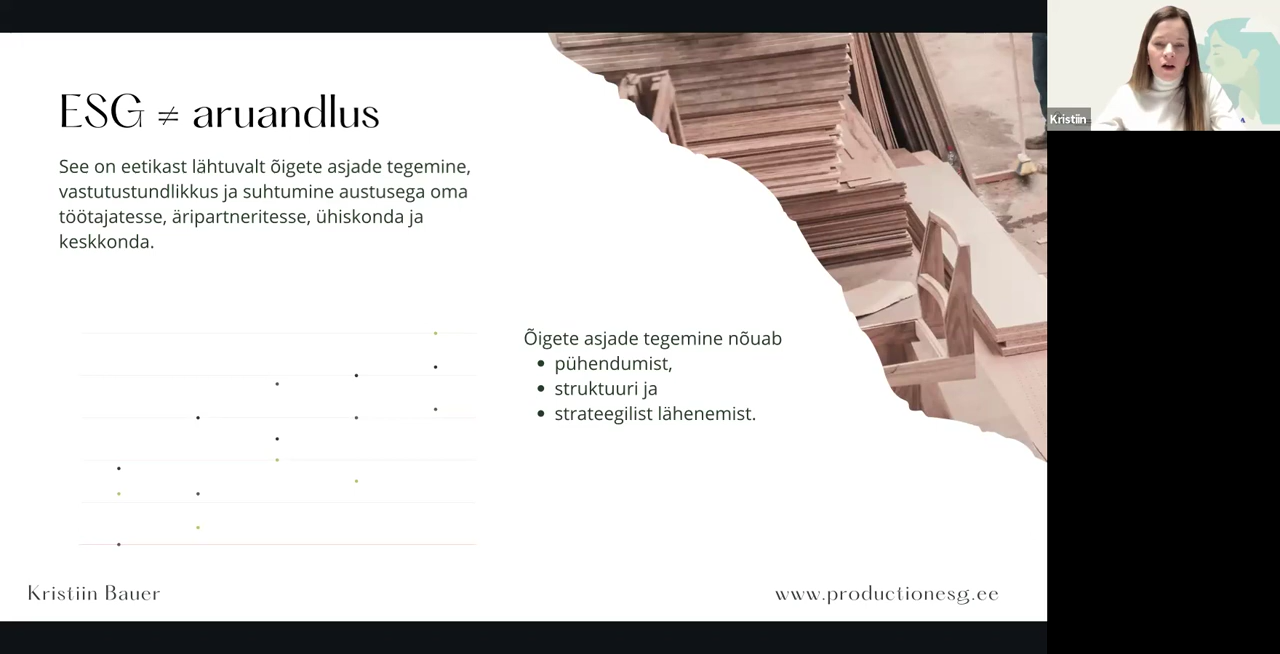 ESG ≠ aruandlus
See on eetikast lähtuvalt õigete asjade tegemine,
vastutustundlikkus ja suhtumine austusega oma
töötajatesse, äripartneritesse, ühiskonda ja
keskkonda.
Õigete asjade tegemine nõuab
• pühendumist,
• struktuuri ja
• strateegilist lähenemist.
Kristiin Bauer
www.productionesg.ee
Kristiin